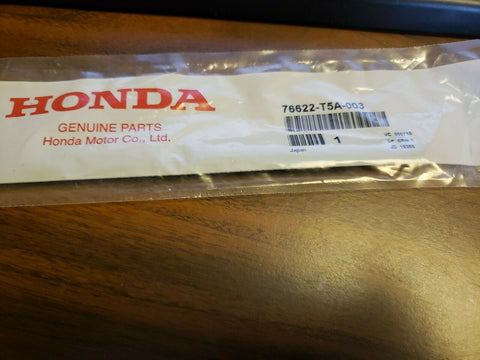 HONDA
GENUINE PARTS
Honda Motor Co., Ltd.
76622-T5A-003
1
Japan